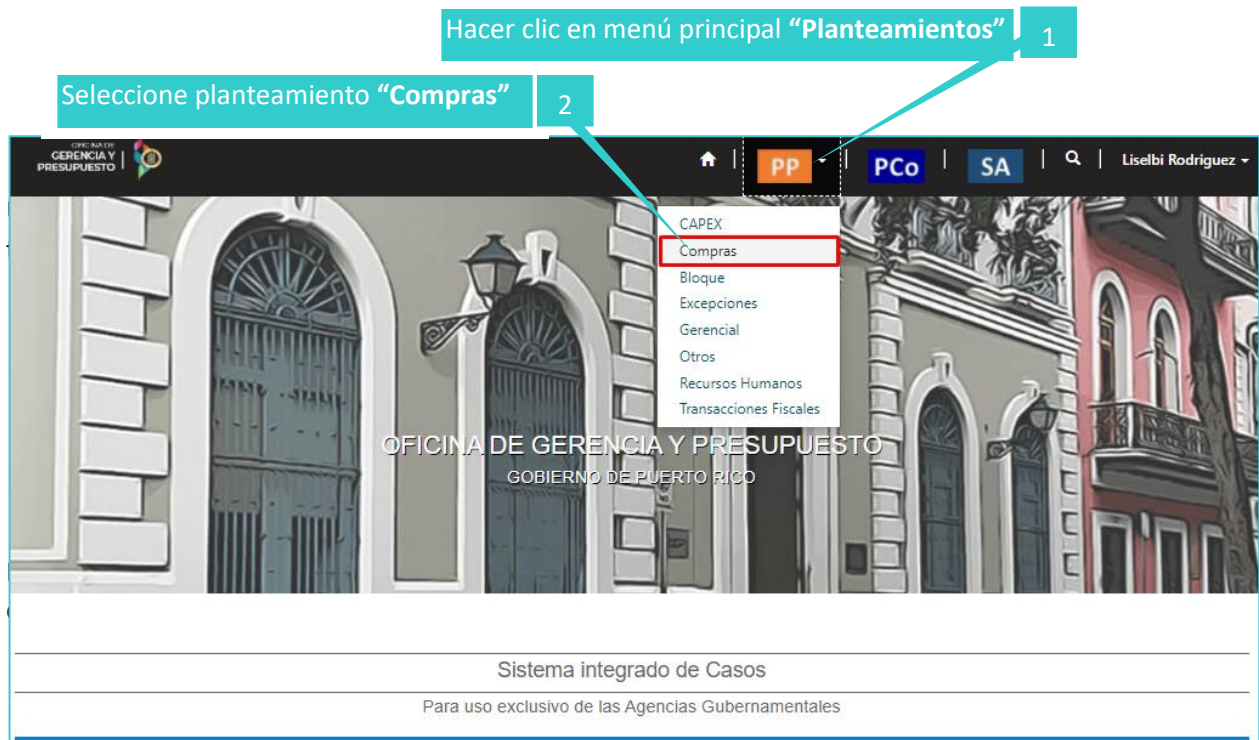 Hacer clic en menú principal “Planteamientos” 1
Seleccione planteamiento “Compras” 2
OFICINA DE
GERENCIA Y
PRESUPUESTO
PP | PCo | SA | Liselbi Rodriguez
CAPEX
Compras
Bloque
Excepciones
Gerencial
Otros
Recursos Humanos
Transacciones Fiscales
OFICINA DE GERENCIA Y PRESUPUESTO
GOBIERNO DE PUERTO RICO
Sistema integrado de Casos
Para uso exclusivo de las Agencias Gubernamentales